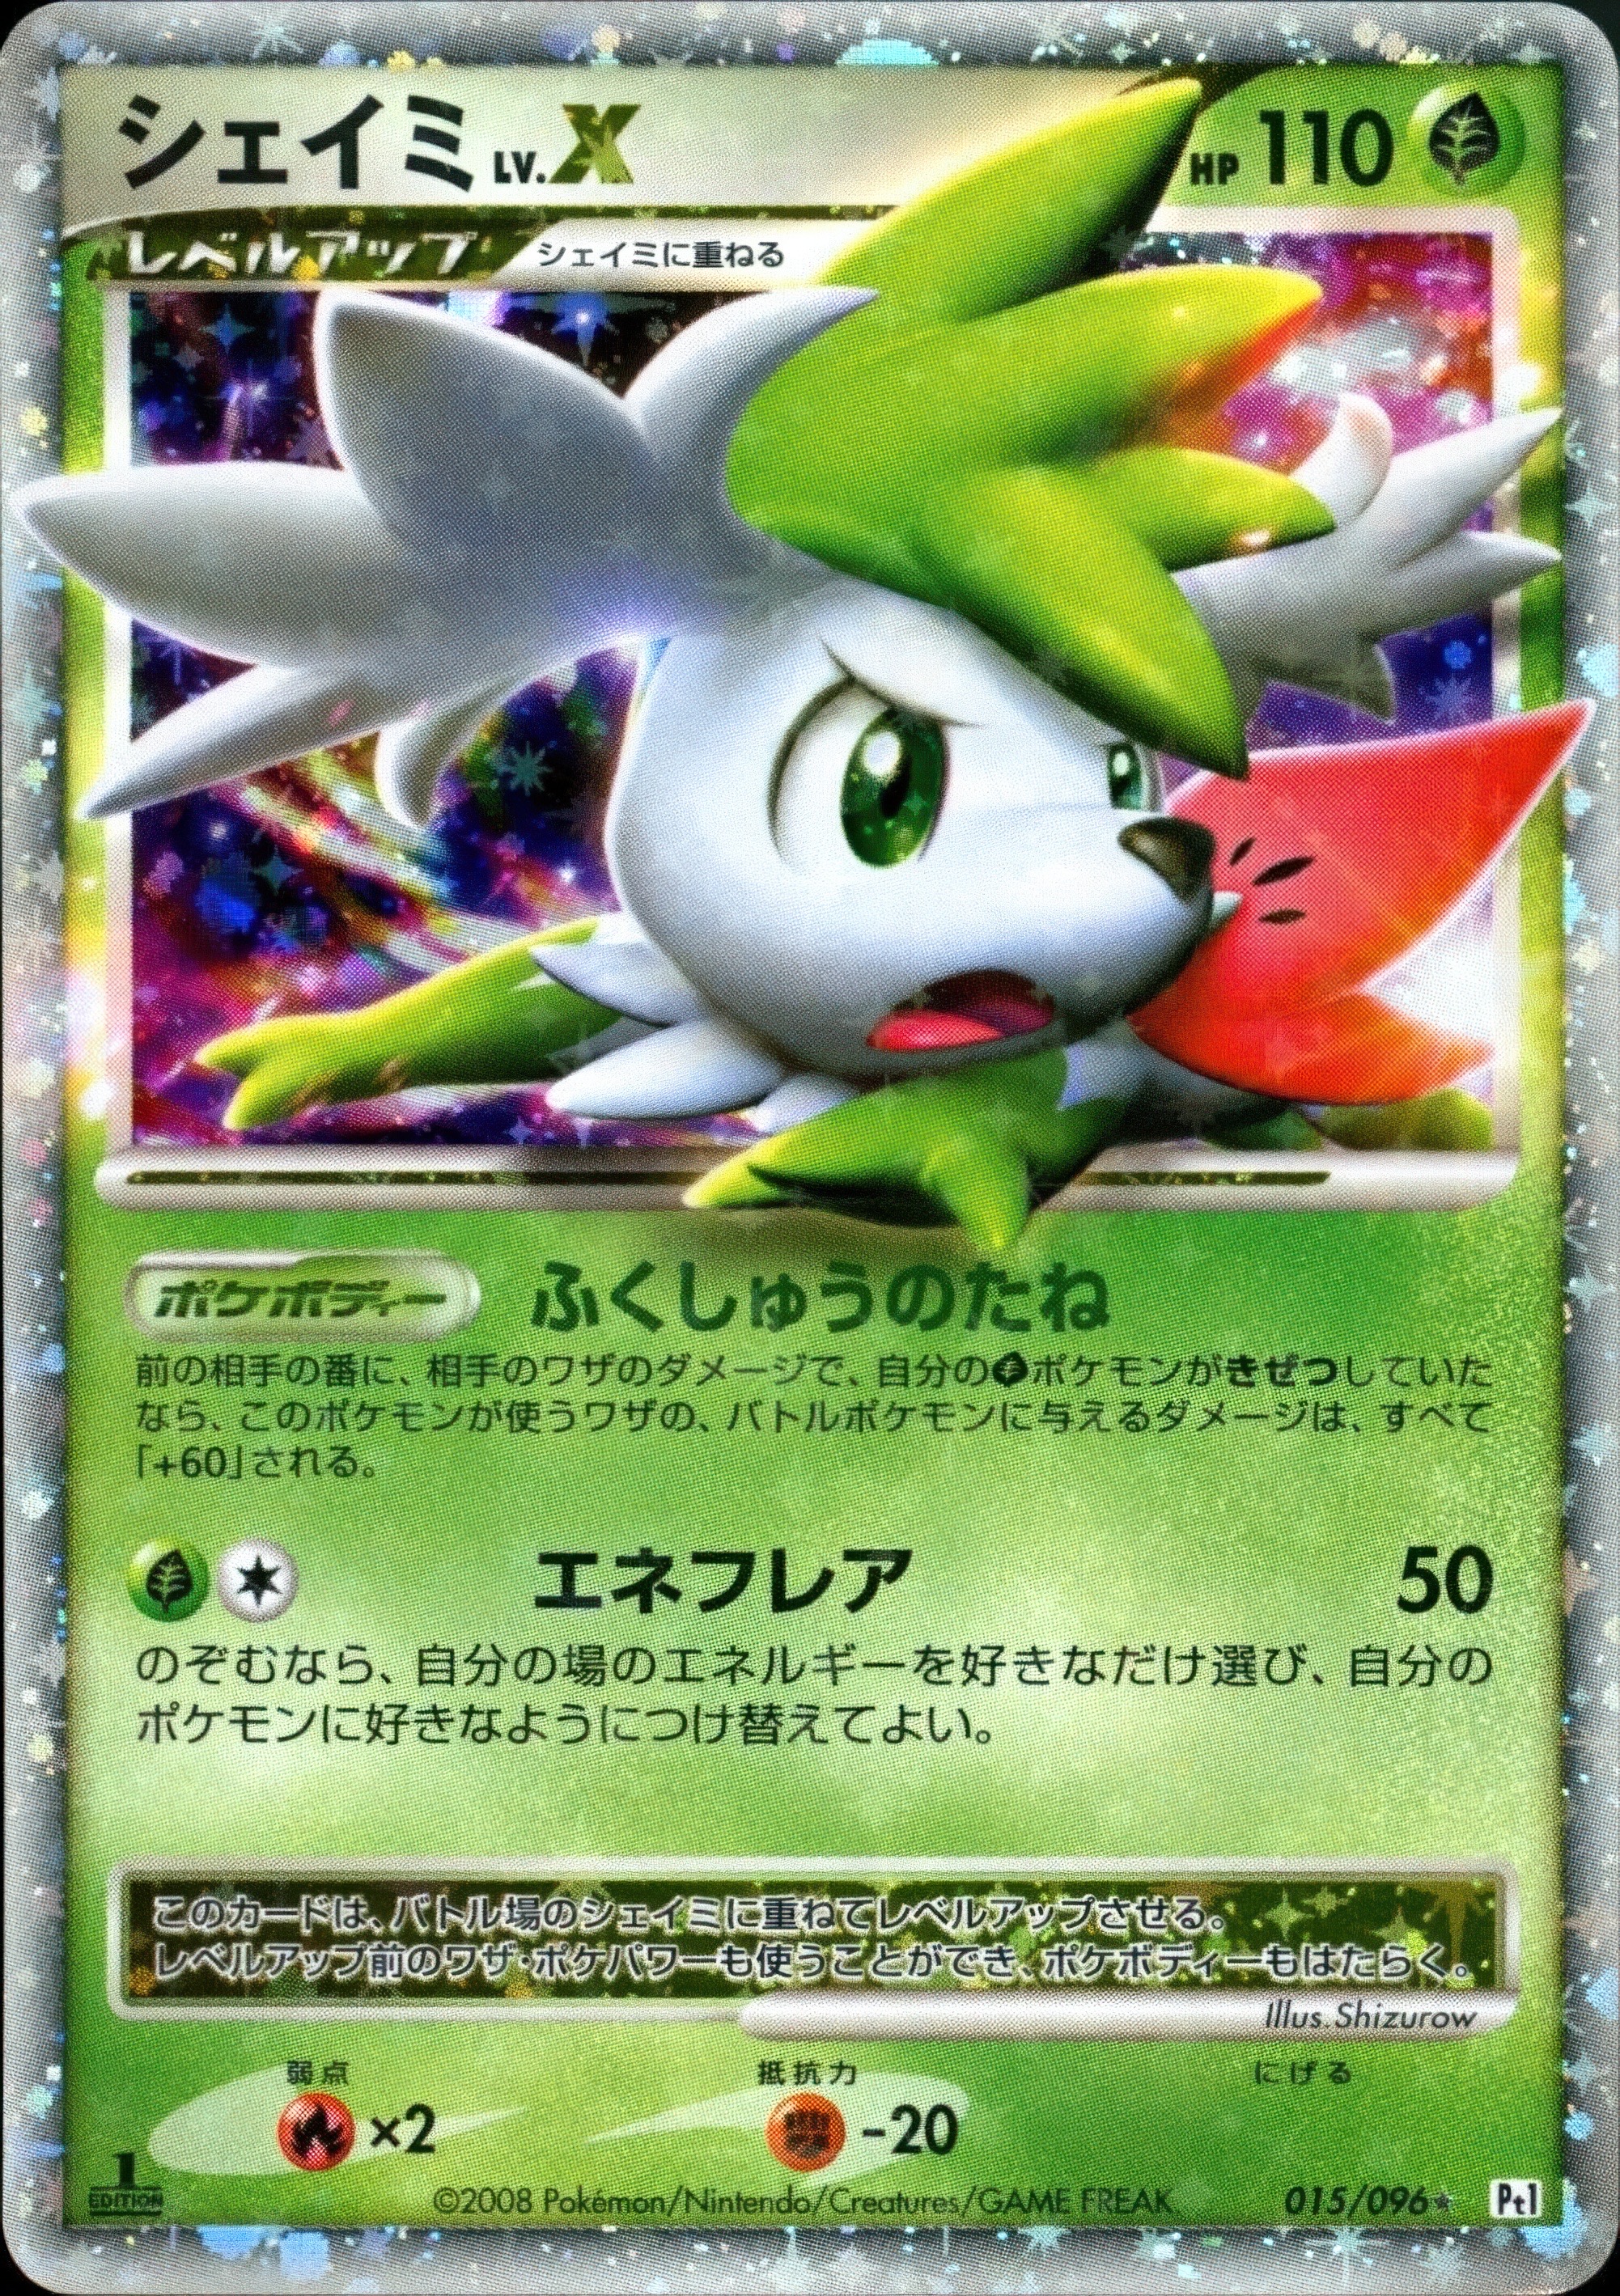 シェイミ LV.X HP 110
レベルアップ シェイミに重ねる
ポケボディー ふくしゅうのたね
前の相手の番に、相手のワザのダメージで、自分のポケモンがきぜつしていた
なら、このポケモンが使うワザの、バトルポケモンに与えるダメージは、すべて
「+60」される。
エネフレア 50
のぞむなら、自分の場のエネルギーを好きなだけ選び、自分の
ポケモンに好きなようにつけ替えてよい。
このカードは、バトル場のシェイミに重ねてレベルアップさせる。
レベルアップ前のワザ・ポケパワーも使うことができ、ポケボディーもはたらく。
Illus. Shizurow
弱点 抵抗力 にげる
×2 −20
1
EDITION
©2008 Pokémon/Nintendo/Creatures/GAME FREAK 015/096★ Pt1